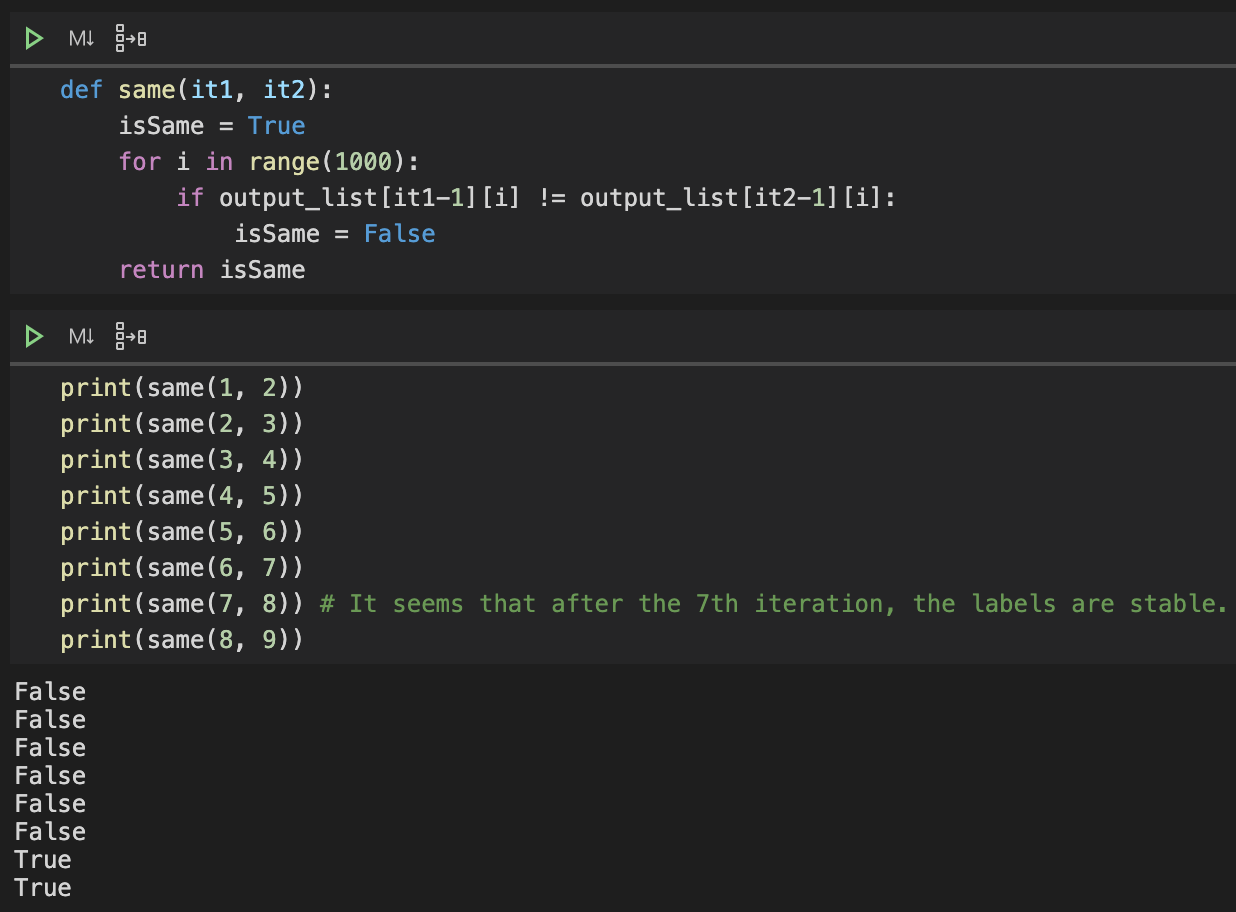 M↓
def same(it1, it2):
    isSame = True
    for i in range(1000):
        if output_list[it1-1][i] != output_list[it2-1][i]:
            isSame = False
    return isSame
M↓
print(same(1, 2))
print(same(2, 3))
print(same(3, 4))
print(same(4, 5))
print(same(5, 6))
print(same(6, 7))
print(same(7, 8)) # It seems that after the 7th iteration, the labels are stable.
print(same(8, 9))
False
False
False
False
False
False
True
True